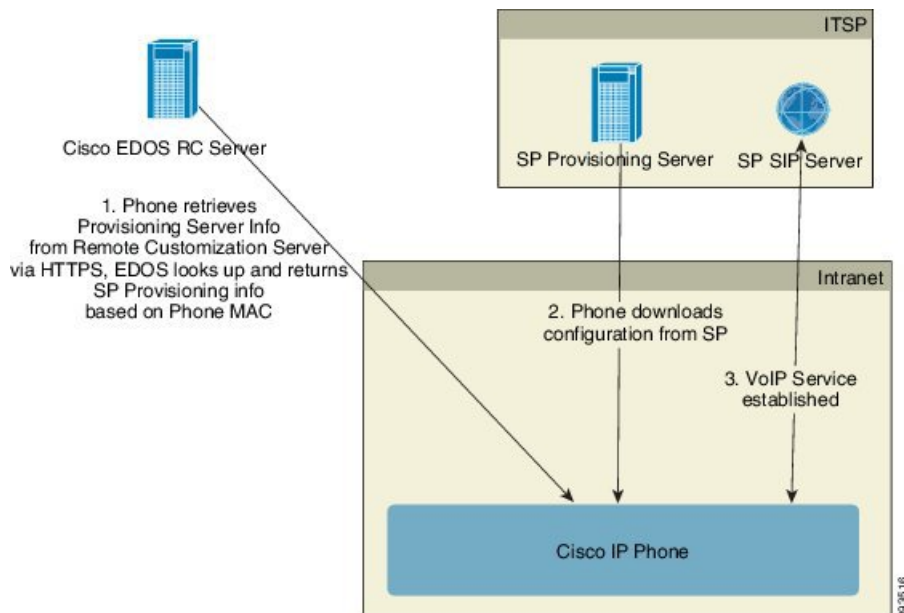 ITSP
Cisco EDOS RC Server
SP Provisioning Server
SP SIP Server
1. Phone retrieves
Provisioning Server Info
from Remote Customization Server
via HTTPS, EDOS looks up and returns
SP Provisioning info
based on Phone MAC
Intranet
2. Phone downloads
configuration from SP
3. VoIP Service
established
Cisco IP Phone